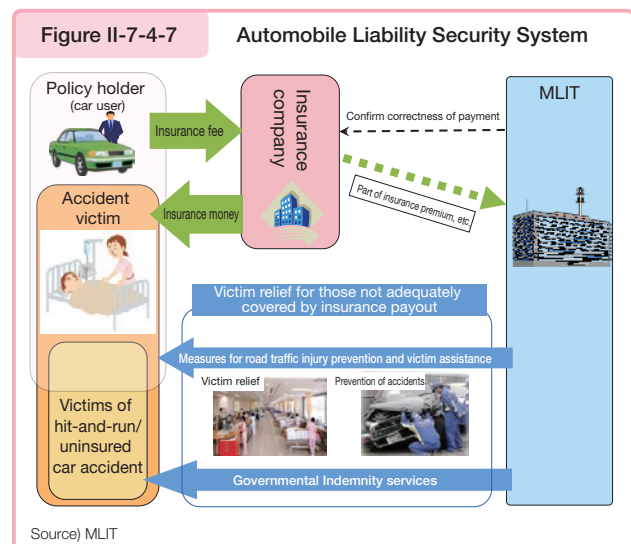 Figure II-7-4-7
Automobile Liability Security System
Policy holder
(car user)
Insurance fee
Insurance
company
Confirm correctness of payment
MLIT
Part of insurance premium, etc.
Accident
victim
Insurance money
Victim relief for those not adequately
covered by insurance payout
Measures for road traffic injury prevention and victim assistance
Victim relief
Prevention of accidents
Victims of
hit-and-run/
uninsured
car accident
Governmental Indemnity services
Source) MLIT